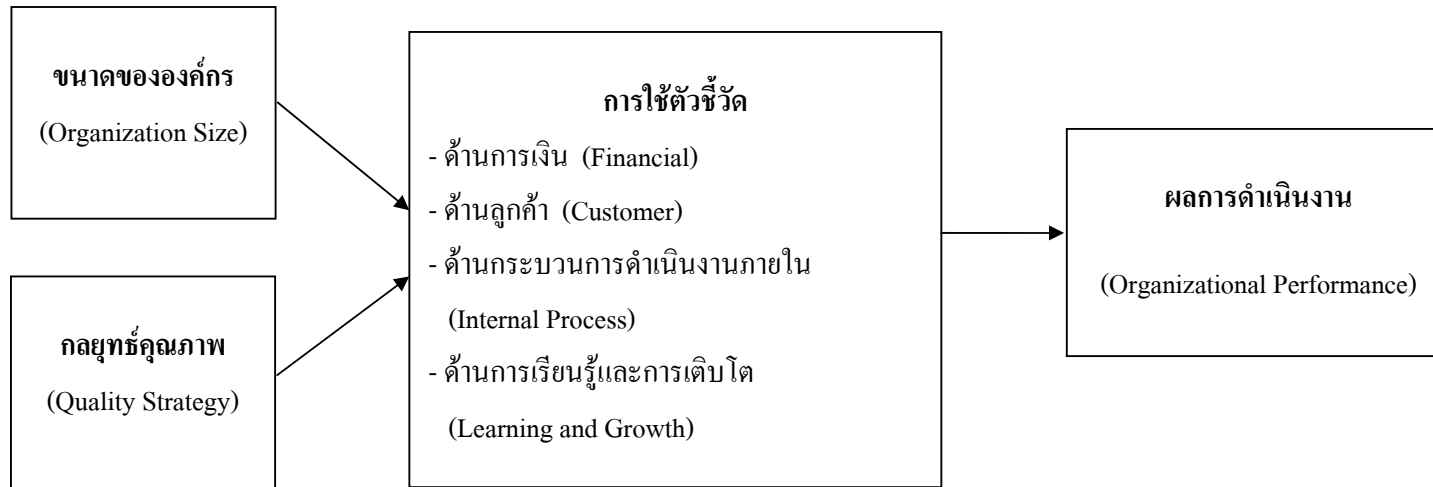 ขนาดขององค์กร
(Organization Size)
กลยุทธ์คุณภาพ
(Quality Strategy)
การใช้ตัวชี้วัด
- ด้านการเงิน (Financial)
- ด้านลูกค้า (Customer)
- ด้านกระบวนการดำเนินงานภายใน
(Internal Process)
- ด้านการเรียนรู้และการเติบโต
(Learning and Growth)
ผลการดำเนินงาน
(Organizational Performance)